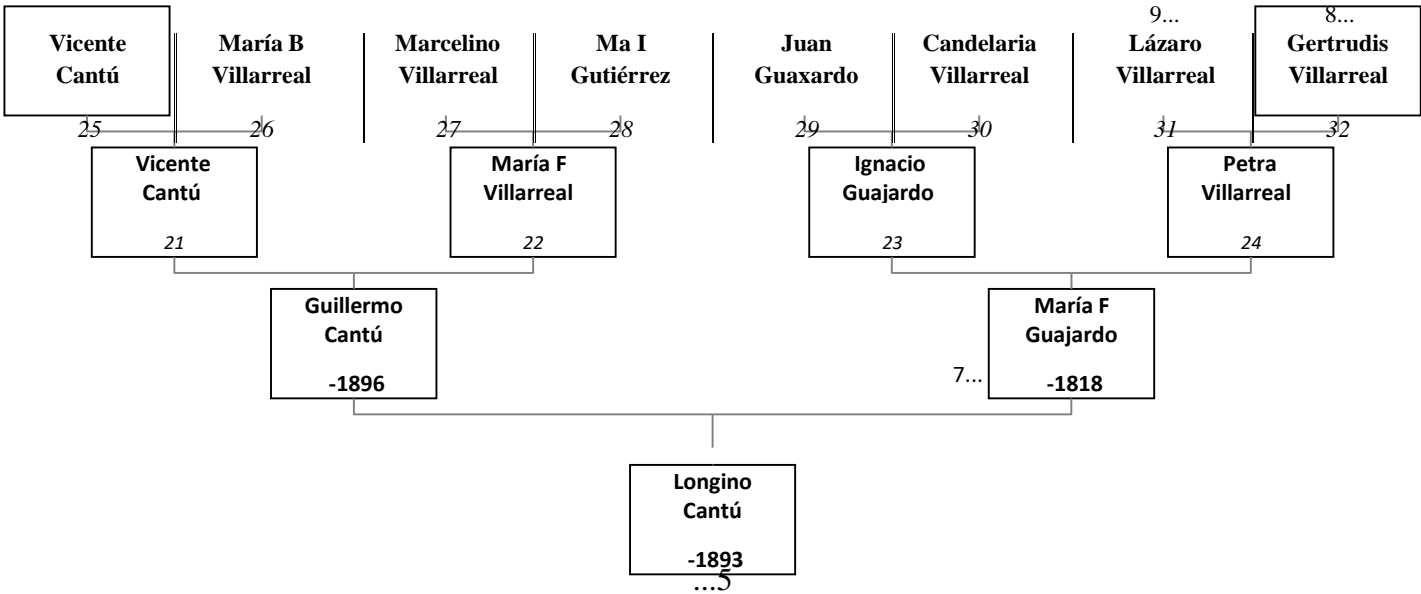 9...
8...
Vicente
Cantú
María B
Villarreal
Marcelino
Villarreal
Ma I
Gutiérrez
Juan
Guaxardo
Candelaria
Villarreal
Lázaro
Villarreal
Gertrudis
Villarreal
25
26
27
28
29
30
31
32
Vicente
Cantú
21
María F
Villarreal
22
Ignacio
Guajardo
23
Petra
Villarreal
24
Guillermo
Cantú
-1896
7...
María F
Guajardo
-1818
Longino
Cantú
-1893
...5